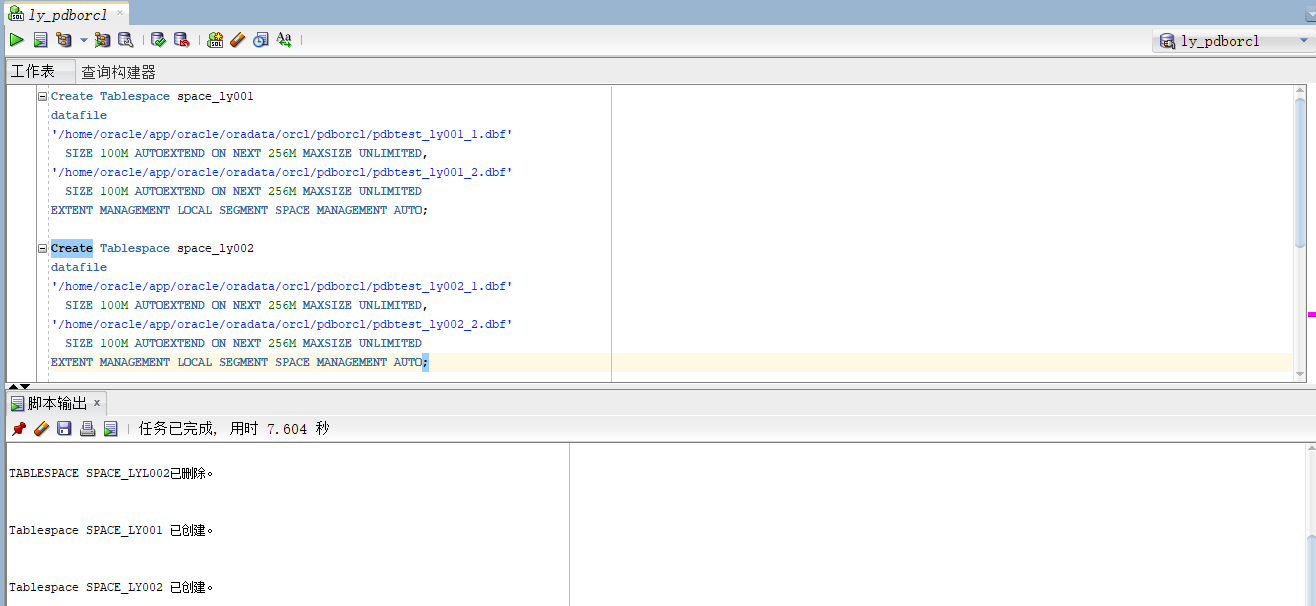 ly_pdborcl
ly_pdborcl
工作表 查询构建器
Create Tablespace space_ly001
datafile
'/home/oracle/app/oracle/oradata/orcl/pdborcl/pdbtest_ly001_1.dbf'
SIZE 100M AUTOEXTEND ON NEXT 256M MAXSIZE UNLIMITED,
'/home/oracle/app/oracle/oradata/orcl/pdborcl/pdbtest_ly001_2.dbf'
SIZE 100M AUTOEXTEND ON NEXT 256M MAXSIZE UNLIMITED
EXTENT MANAGEMENT LOCAL SEGMENT SPACE MANAGEMENT AUTO;
Create Tablespace space_ly002
datafile
'/home/oracle/app/oracle/oradata/orcl/pdborcl/pdbtest_ly002_1.dbf'
SIZE 100M AUTOEXTEND ON NEXT 256M MAXSIZE UNLIMITED,
'/home/oracle/app/oracle/oradata/orcl/pdborcl/pdbtest_ly002_2.dbf'
SIZE 100M AUTOEXTEND ON NEXT 256M MAXSIZE UNLIMITED
EXTENT MANAGEMENT LOCAL SEGMENT SPACE MANAGEMENT AUTO;
脚本输出 x
任务已完成, 用时 7.604 秒
TABLESPACE SPACE_LYL002已删除。
Tablespace SPACE_LY001 已创建。
Tablespace SPACE_LY002 已创建。